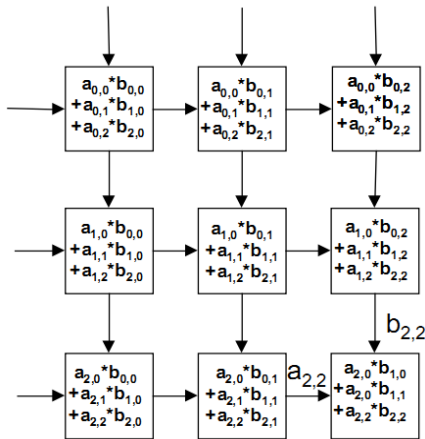 a0,0*b0,0
+a0,1*b1,0
+a0,2*b2,0
a0,0*b0,1
+a0,1*b1,1
+a0,2*b2,1
a0,0*b0,2
+a0,1*b1,2
+a0,2*b2,2
a1,0*b0,0
+a1,1*b1,0
+a1,2*b2,0
a1,0*b0,1
+a1,1*b1,1
+a1,2*b2,1
a1,0*b0,2
+a1,1*b1,2
+a1,2*b2,2
b2,2
a2,0*b0,0
+a2,1*b1,0
+a2,2*b2,0
a2,0*b0,1
+a2,1*b1,1
+a2,2*b2,1
a2,2
a2,0*b1,0
+a2,0*b1,1
+a2,2*b2,2